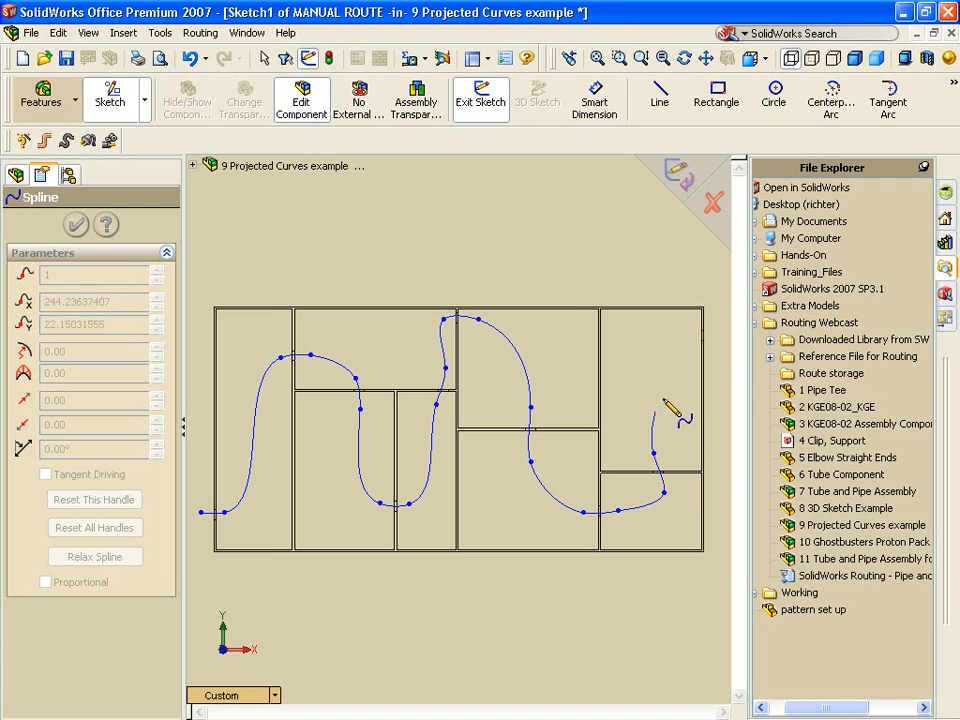 SolidWorks Office Premium 2007 - [Sketch1 of MANUAL ROUTE -in- 9 Projected Curves example *]
File Edit View Insert Tools Routing Window Help
SolidWorks Search
Features
Sketch
Hide/Show Compon...
Change Transpar...
Edit Component
No External ...
Assembly Transpar...
Exit Sketch
3D Sketch
Smart Dimension
Line
Rectangle
Circle
Centerp... Arc
Tangent Arc
Spline
Parameters
1
244.23637407
22.15031555
0.00
0.00
0.00
0.00
0.00°
Tangent Driving
Reset This Handle
Reset All Handles
Relax Spline
Proportional
9 Projected Curves example ...
Y
X
Custom
File Explorer
Open in SolidWorks
Desktop (richter)
My Documents
My Computer
Hands-On
Training_Files
SolidWorks 2007 SP3.1
Extra Models
Routing Webcast
Downloaded Library from SW
Reference File for Routing
Route storage
1 Pipe Tee
2 KGE08-02_KGE
3 KGE08-02 Assembly Compo
4 Clip, Support
5 Elbow Straight Ends
6 Tube Component
7 Tube and Pipe Assembly
8 3D Sketch Example
9 Projected Curves example
10 Ghostbusters Proton Pack
11 Tube and Pipe Assembly fo
SolidWorks Routing - Pipe and
Working
pattern set up